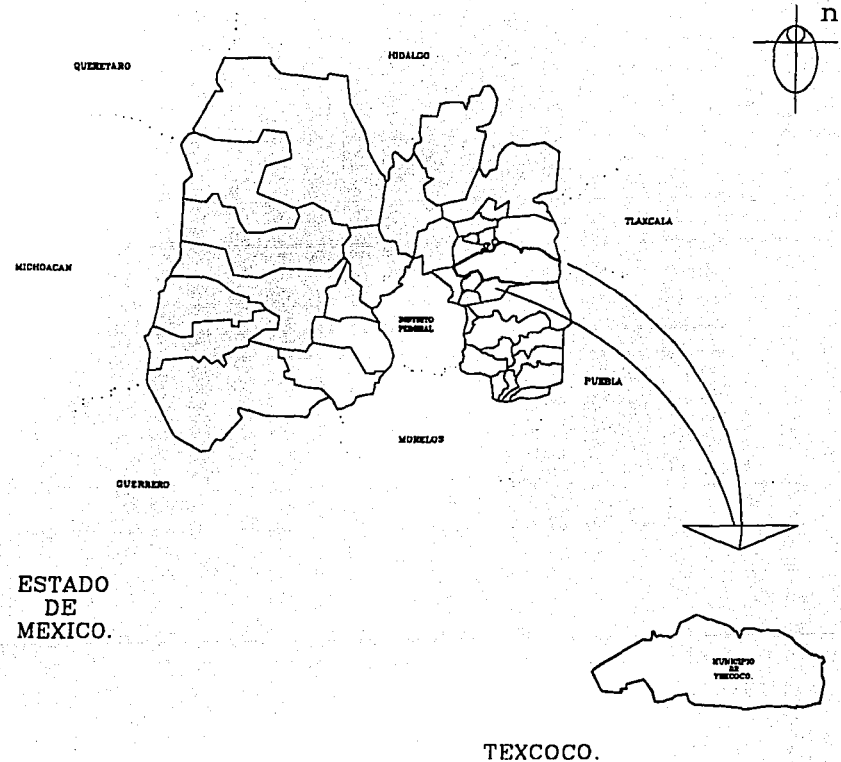 n
HIDALGO
QUERETARO
TLAXCALA
MICHOACAN
DISTRITO
FEDERAL
PUEBLA
MORELOS
GUERRERO
ESTADO
DE
MEXICO.
MUNICIPIO
DE
TEXCOCO.
TEXCOCO.